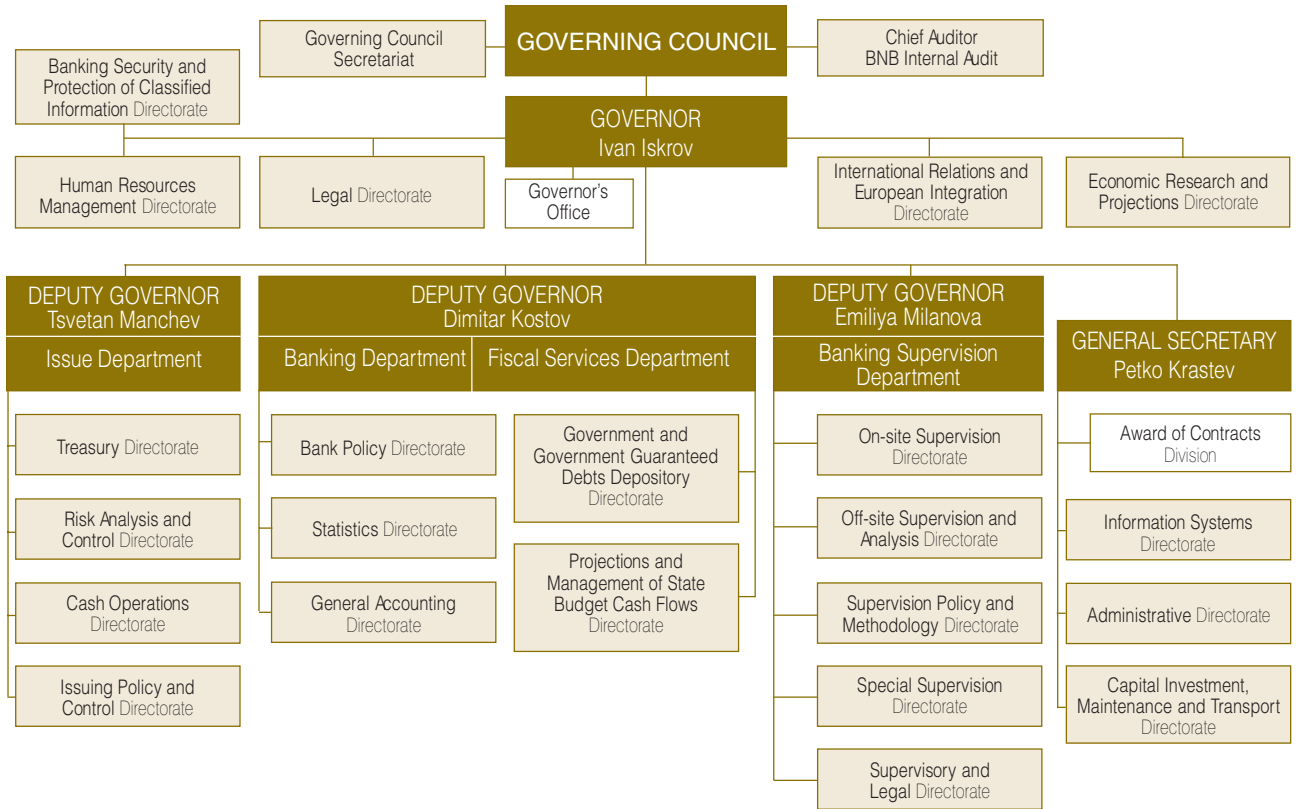 GOVERNING COUNCIL
Governing Council
Secretariat
Chief Auditor
BNB Internal Audit
Banking Security and
Protection of Classified
Information Directorate
GOVERNOR
Ivan Iskrov
Human Resources
Management Directorate
Legal Directorate
Governor's
Office
International Relations and
European Integration
Directorate
Economic Research and
Projections Directorate
DEPUTY GOVERNOR
Tsvetan Manchev
Issue Department
Treasury Directorate
Risk Analysis and
Control Directorate
Cash Operations
Directorate
Issuing Policy and
Control Directorate
DEPUTY GOVERNOR
Dimitar Kostov
Banking Department
Fiscal Services Department
Bank Policy Directorate
Statistics Directorate
General Accounting
Directorate
Government and
Government Guaranteed
Debts Depository
Directorate
Projections and
Management of State
Budget Cash Flows
Directorate
DEPUTY GOVERNOR
Emiliya Milanova
Banking Supervision
Department
On-site Supervision
Directorate
Off-site Supervision and
Analysis Directorate
Supervision Policy and
Methodology Directorate
Special Supervision
Directorate
Supervisory and
Legal Directorate
GENERAL SECRETARY
Petko Krastev
Award of Contracts
Division
Information Systems
Directorate
Administrative Directorate
Capital Investment,
Maintenance and Transport
Directorate